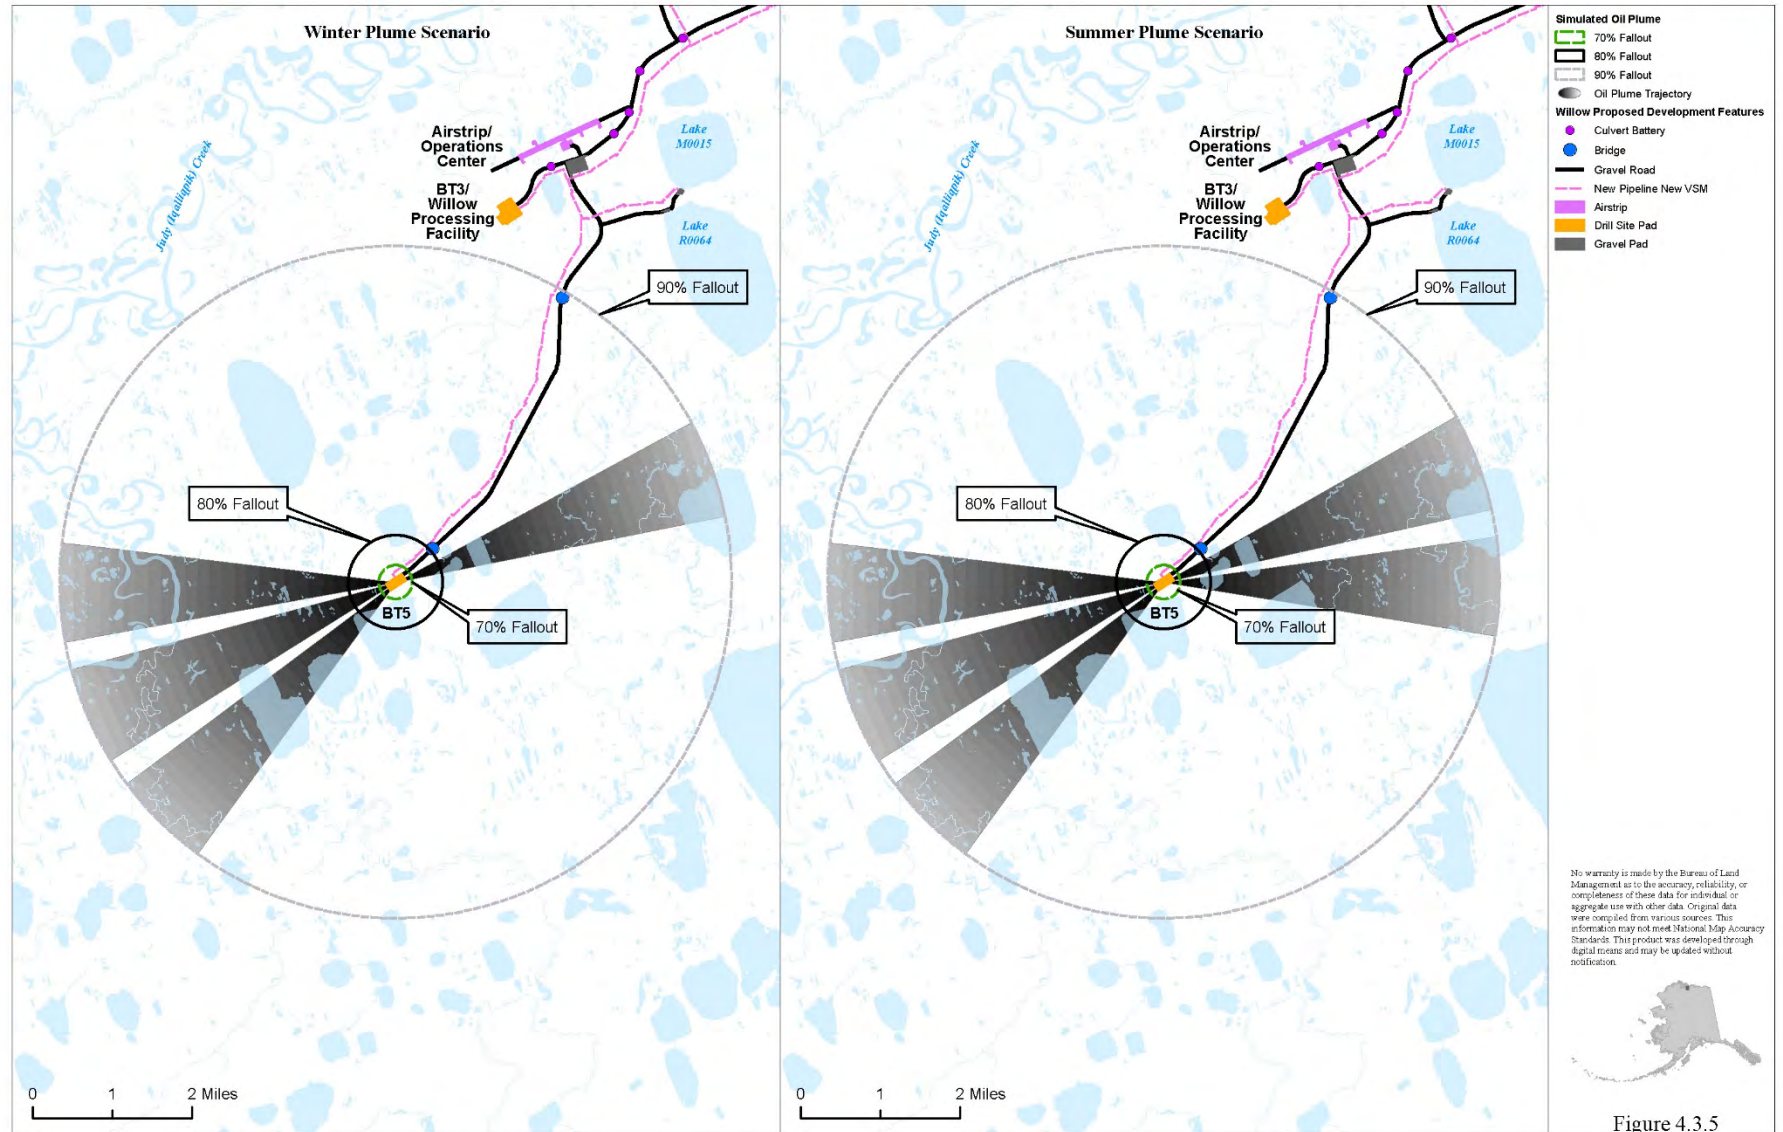 Winter Plume Scenario
Airstrip/
Operations
Center
BT3/
Willow
Processing
Facility
Lake
M0015
Lake
R0064
Judy (Iqalliqpik) Creek
90% Fallout
80% Fallout
BT5
70% Fallout
0 1 2 Miles
Summer Plume Scenario
Airstrip/
Operations
Center
BT3/
Willow
Processing
Facility
Lake
M0015
Lake
R0064
Judy (Iqalliqpik) Creek
90% Fallout
80% Fallout
BT5
70% Fallout
0 1 2 Miles
Simulated Oil Plume
70% Fallout
80% Fallout
90% Fallout
Oil Plume Trajectory
Willow Proposed Development Features
Culvert Battery
Bridge
Gravel Road
New Pipeline New VSM
Airstrip
Drill Site Pad
Gravel Pad
No warranty is made by the Bureau of Land
Management as to the accuracy, reliability, or
completeness of these data for individual or
aggregate use with other data. Original data
were compiled from various sources. This
information may not meet National Map Accuracy
Standards. This product was developed through
digital means and may be updated without
notification.
Figure 4.3.5